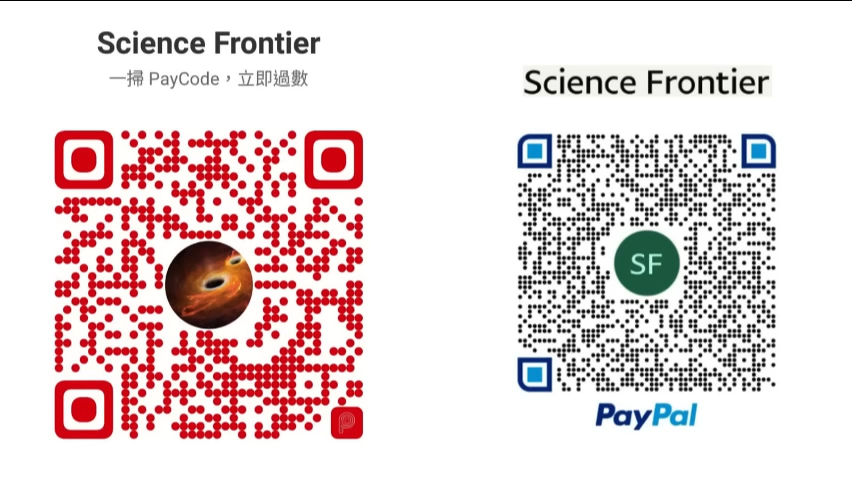 Science Frontier
一掃 PayCode，立即過數
Science Frontier
SF
PayPal